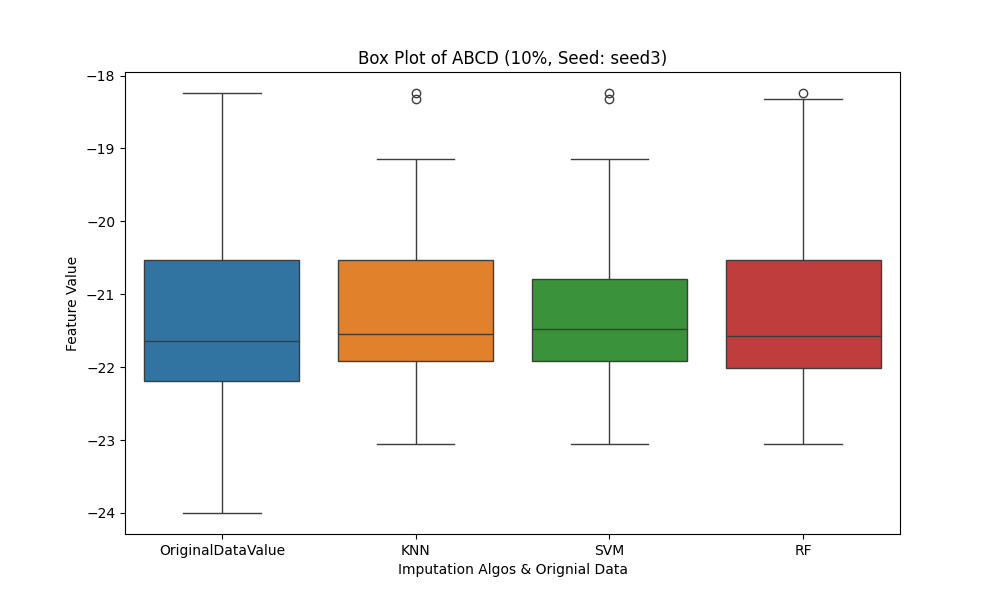 Box Plot of ABCD (10%, Seed: seed3)
−18
−19
−20
−21
−22
−23
−24
Feature Value
OriginalDataValue KNN SVM RF
Imputation Algos & Orignial Data